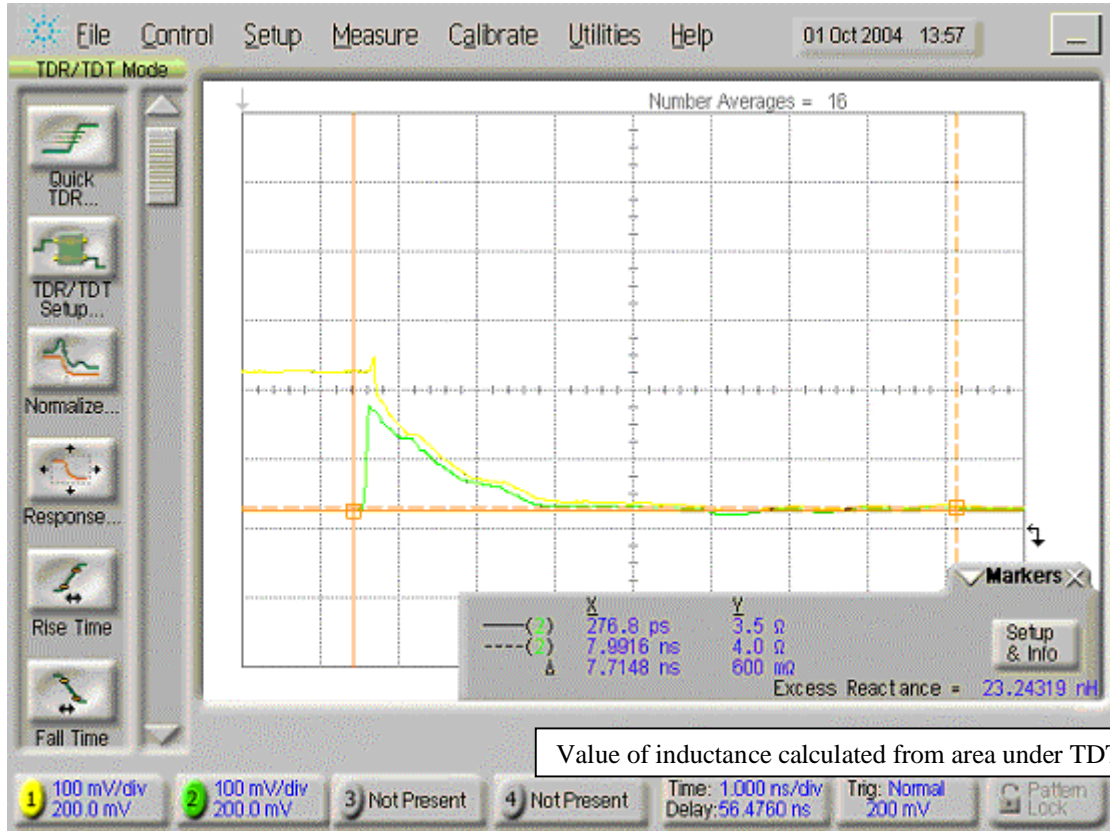 File Control Setup Measure Calibrate Utilities Help 01 Oct 2004 13:57
TDR/TDT Mode
Number Averages = 16
Quick
TDR...
TDR/TDT
Setup...
Normalize...
Response...
Rise Time
Fall Time
Markers
X Y
(2) 276.8 ps 3.5 Ω
----(2) 7.9916 ns 4.0 Ω
Δ 7.7148 ns 600 mΩ
Setup
& Info
Excess Reactance = 23.24319 nH
Value of inductance calculated from area under TDT
1 100 mV/div
200.0 mV
2 100 mV/div
200.0 mV
3 Not Present
4 Not Present
Time: 1.000 ns/div
Delay:56.4760 ns
Trig: Normal
200 mV
Pattern
Lock